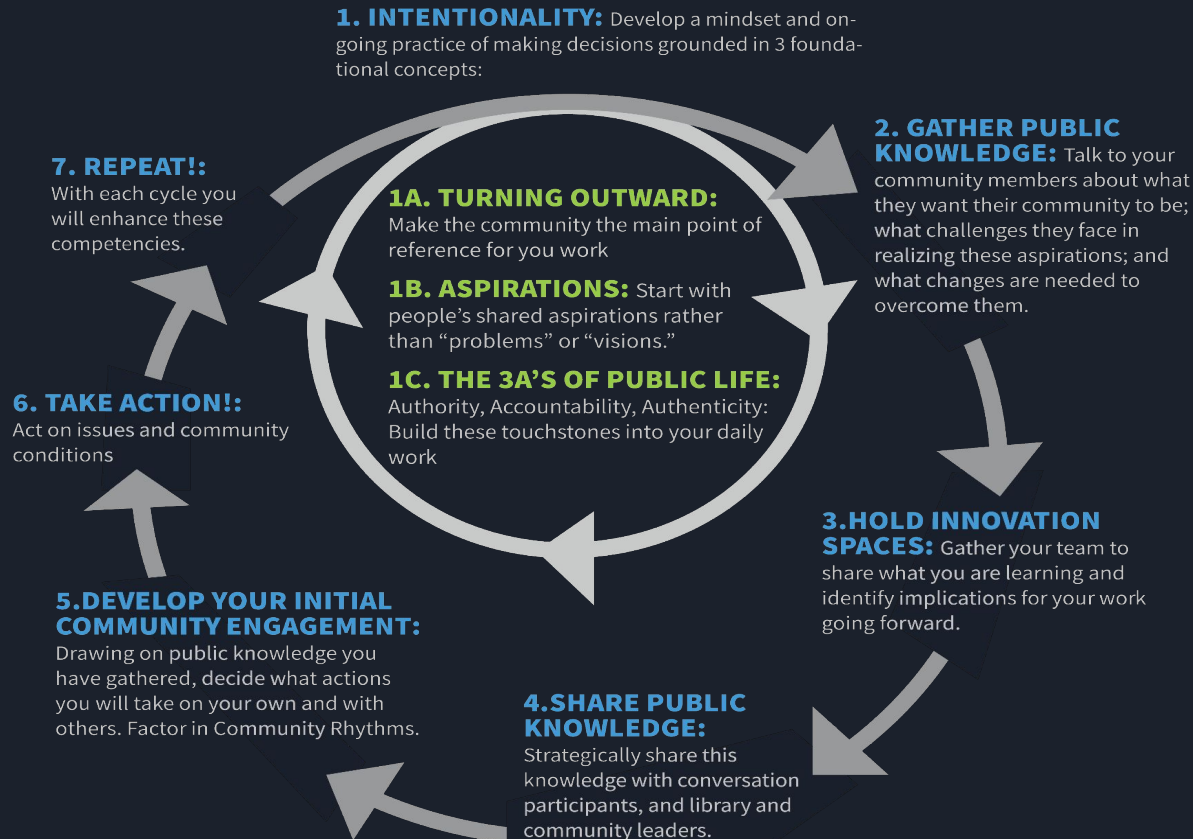 1. INTENTIONALITY: Develop a mindset and on-
going practice of making decisions grounded in 3 founda-
tional concepts:
1A. TURNING OUTWARD:
Make the community the main point of
reference for you work
1B. ASPIRATIONS: Start with
people’s shared aspirations rather
than “problems” or “visions.”
1C. THE 3A’S OF PUBLIC LIFE:
Authority, Accountability, Authenticity:
Build these touchstones into your daily
work
2. GATHER PUBLIC
KNOWLEDGE: Talk to your
community members about what
they want their community to be;
what challenges they face in
realizing these aspirations; and
what changes are needed to
overcome them.
3.HOLD INNOVATION
SPACES: Gather your team to
share what you are learning and
identify implications for your work
going forward.
4.SHARE PUBLIC
KNOWLEDGE:
Strategically share this
knowledge with conversation
participants, and library and
community leaders.
5.DEVELOP YOUR INITIAL
COMMUNITY ENGAGEMENT:
Drawing on public knowledge you
have gathered, decide what actions
you will take on your own and with
others. Factor in Community Rhythms.
6. TAKE ACTION!:
Act on issues and community
conditions
7. REPEAT!:
With each cycle you
will enhance these
competencies.